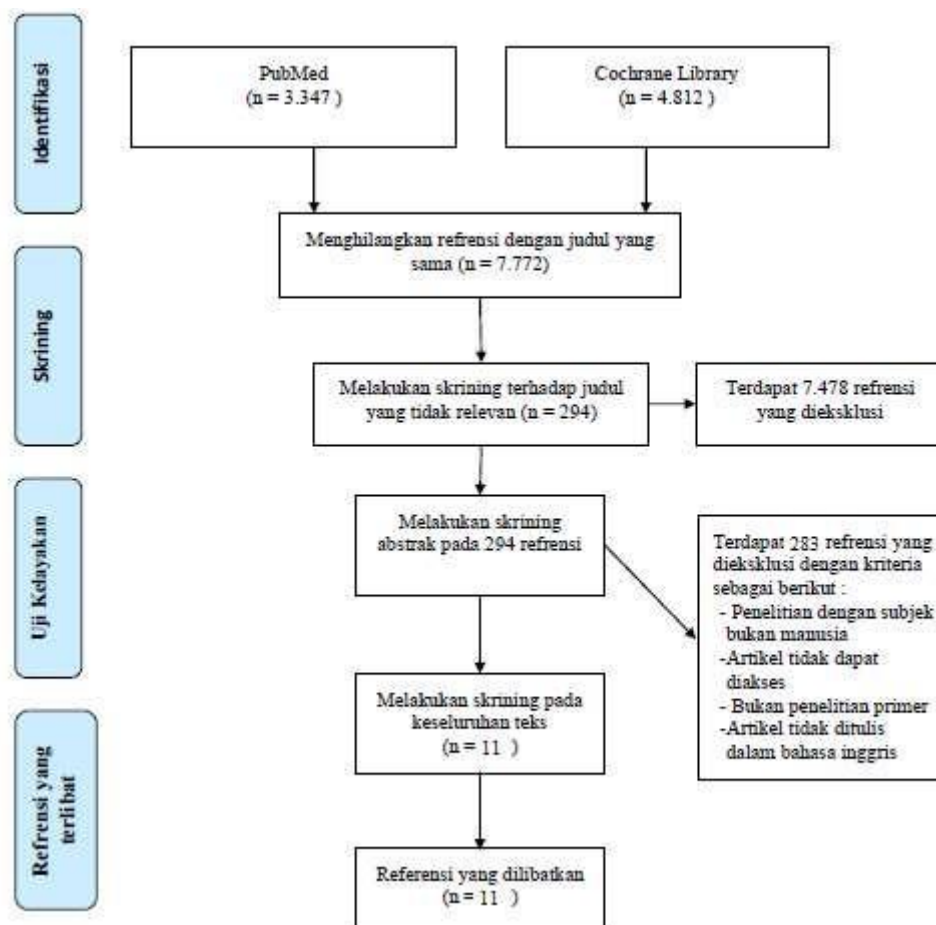 Identifikasi
PubMed
(n = 3.347 )
Cochrane Library
(n = 4.812 )
Menghilangkan refrensi dengan judul yang
sama (n = 7.772)
Skrining
Melakukan skrining terhadap judul
yang tidak relevan (n = 294)
Terdapat 7.478 refrensi
yang dieksklusi
Uji Kelayakan
Melakukan skrining
abstrak pada 294 refrensi
Terdapat 283 refrensi yang
dieksklusi dengan kriteria
sebagai berikut :
- Penelitian dengan subjek
bukan manusia
-Artikel tidak dapat
diakses
- Bukan penelitian primer
-Artikel tidak ditulis
dalam bahasa inggris
Melakukan skrining pada
keseluruhan teks
(n = 11 )
Refrensi yang
terlibat
Referensi yang dilibatkan
(n = 11 )